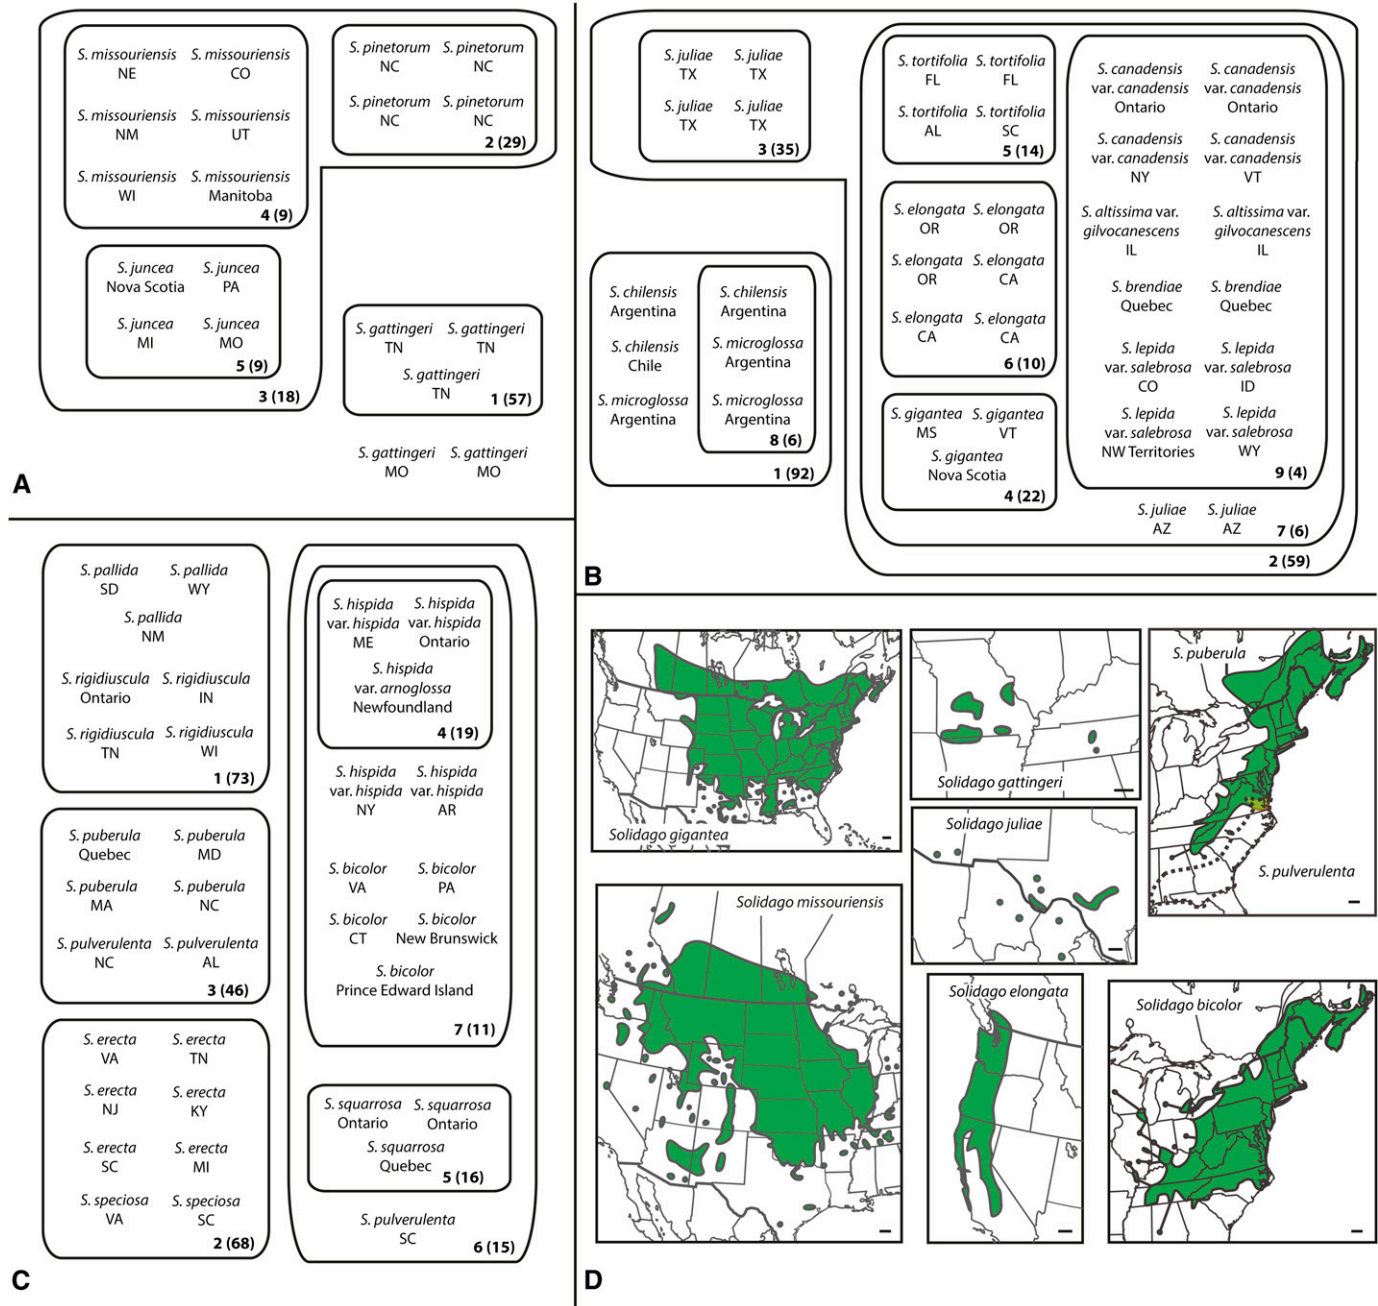 S. missouriensis S. missouriensis
NE CO
S. missouriensis S. missouriensis
NM UT
S. missouriensis S. missouriensis
WI Manitoba
4 (9)
S. pinetorum S. pinetorum
NC NC
S. pinetorum S. pinetorum
NC NC
2 (29)
S. juncea S. juncea
Nova Scotia PA
S. juncea S. juncea
MI MO
5 (9)
3 (18)
S. gattingeri S. gattingeri
TN TN
S. gattingeri
TN
1 (57)
S. gattingeri S. gattingeri
MO MO
A
S. juliae S. juliae
TX TX
S. juliae S. juliae
TX TX
3 (35)
S. tortifolia S. tortifolia
FL FL
S. tortifolia S. tortifolia
AL SC
5 (14)
S. elongata S. elongata
OR OR
S. elongata S. elongata
OR CA
S. elongata S. elongata
CA CA
6 (10)
S. gigantea S. gigantea
MS VT
S. gigantea
Nova Scotia
4 (22)
S. canadensis S. canadensis
var. canadensis var. canadensis
Ontario Ontario
S. canadensis S. canadensis
var. canadensis var. canadensis
NY VT
S. altissima var. S. altissima var.
gilvocanescens gilvocanescens
IL IL
S. brendiae S. brendiae
Quebec Quebec
S. lepida S. lepida
var. salebrosa var. salebrosa
CO ID
S. lepida S. lepida
var. salebrosa var. salebrosa
NW Territories WY
9 (4)
S. juliae S. juliae
AZ AZ
7 (6)
2 (59)
S. chilensis S. chilensis
Argentina Argentina
S. chilensis S. microglossa
Chile Argentina
S. microglossa S. microglossa
Argentina Argentina
8 (6)
1 (92)
B
S. pallida S. pallida
SD WY
S. pallida
NM
S. rigidiuscula S. rigidiuscula
Ontario IN
S. rigidiuscula S. rigidiuscula
TN WI
1 (73)
S. puberula S. puberula
Quebec MD
S. puberula S. puberula
MA NC
S. pulverulenta S. pulverulenta
NC AL
3 (46)
S. erecta S. erecta
VA TN
S. erecta S. erecta
NJ KY
S. erecta S. erecta
SC MI
S. speciosa S. speciosa
VA SC
2 (68)
S. hispida S. hispida
var. hispida var. hispida
ME Ontario
S. hispida
var. arnoglossa
Newfoundland
4 (19)
S. hispida S. hispida
var. hispida var. hispida
NY AR
S. bicolor S. bicolor
VA PA
S. bicolor S. bicolor
CT New Brunswick
S. bicolor
Prince Edward Island
7 (11)
S. squarrosa S. squarrosa
Ontario Ontario
S. squarrosa
Quebec
5 (16)
S. pulverulenta
SC
6 (15)
C
Solidago gigantea
Solidago gattingeri
S. puberula
S. pulverulenta
Solidago juliae
Solidago missouriensis
Solidago elongata
Solidago bicolor
D